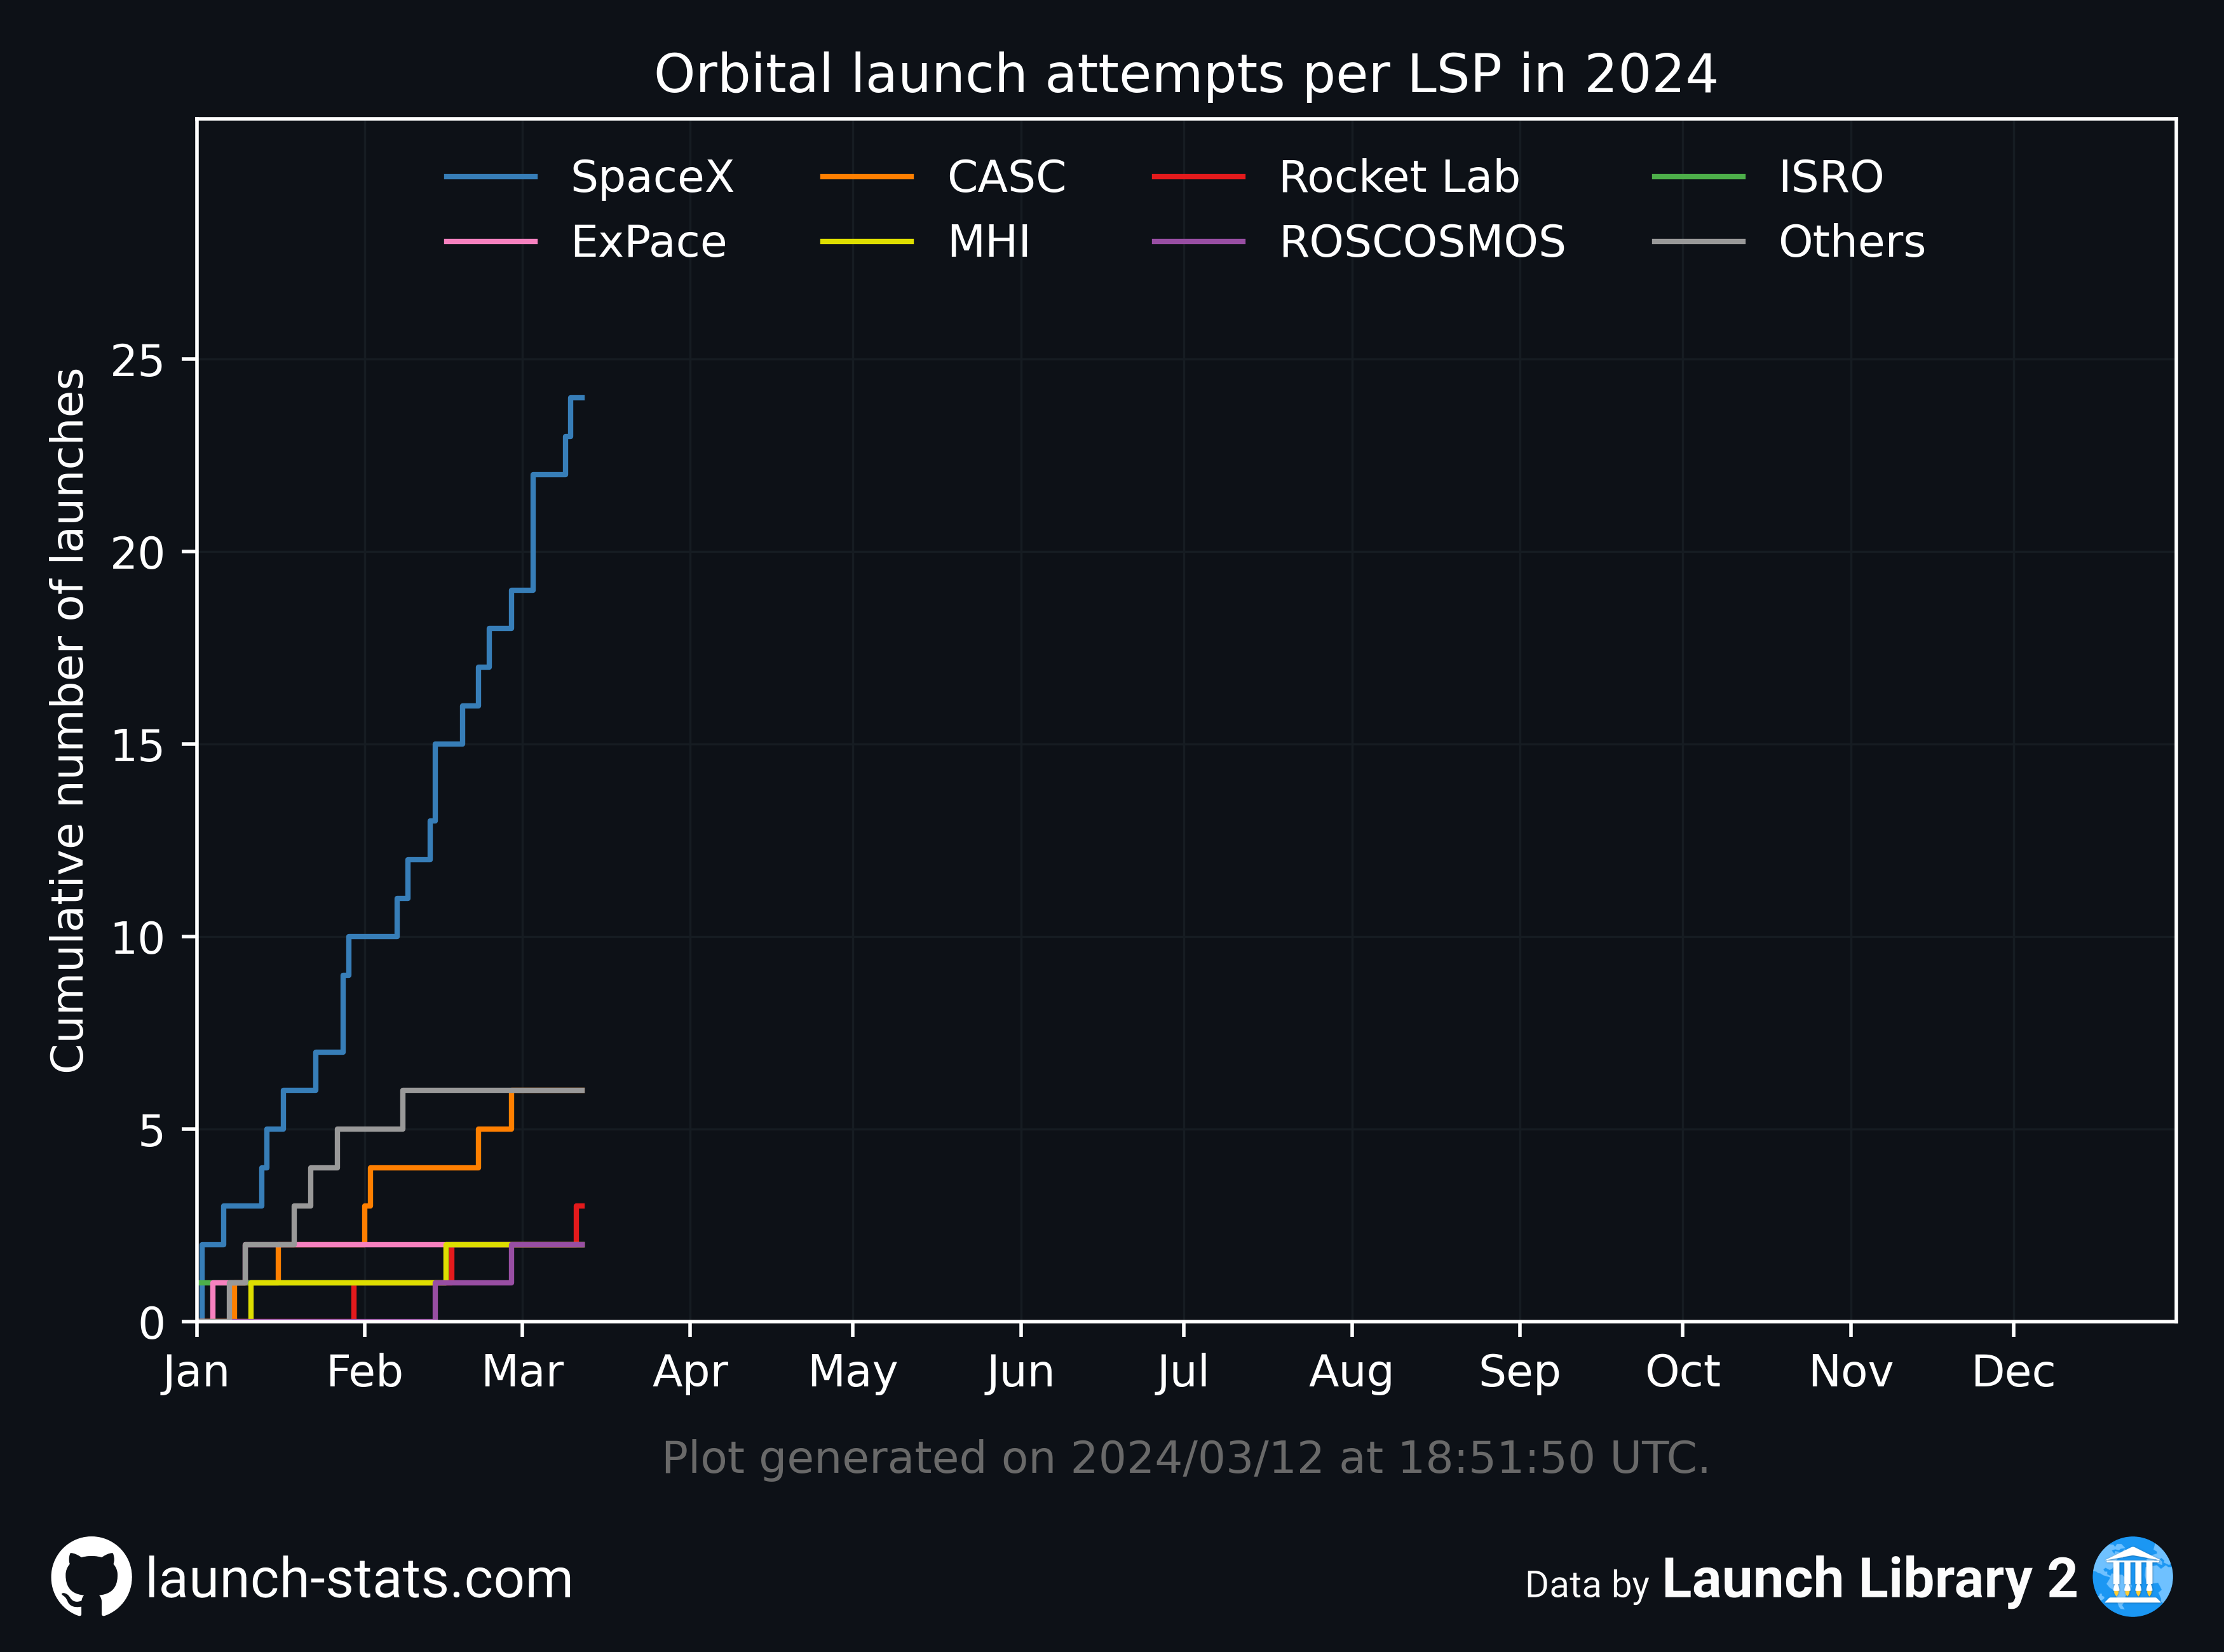 Orbital launch attempts per LSP in 2024
SpaceX CASC Rocket Lab ISRO
ExPace MHI ROSCOSMOS Others
Cumulative number of launches
25
20
15
10
5
0
Jan Feb Mar Apr May Jun Jul Aug Sep Oct Nov Dec
Plot generated on 2024/03/12 at 18:51:50 UTC.
launch-stats.com
Data by Launch Library 2